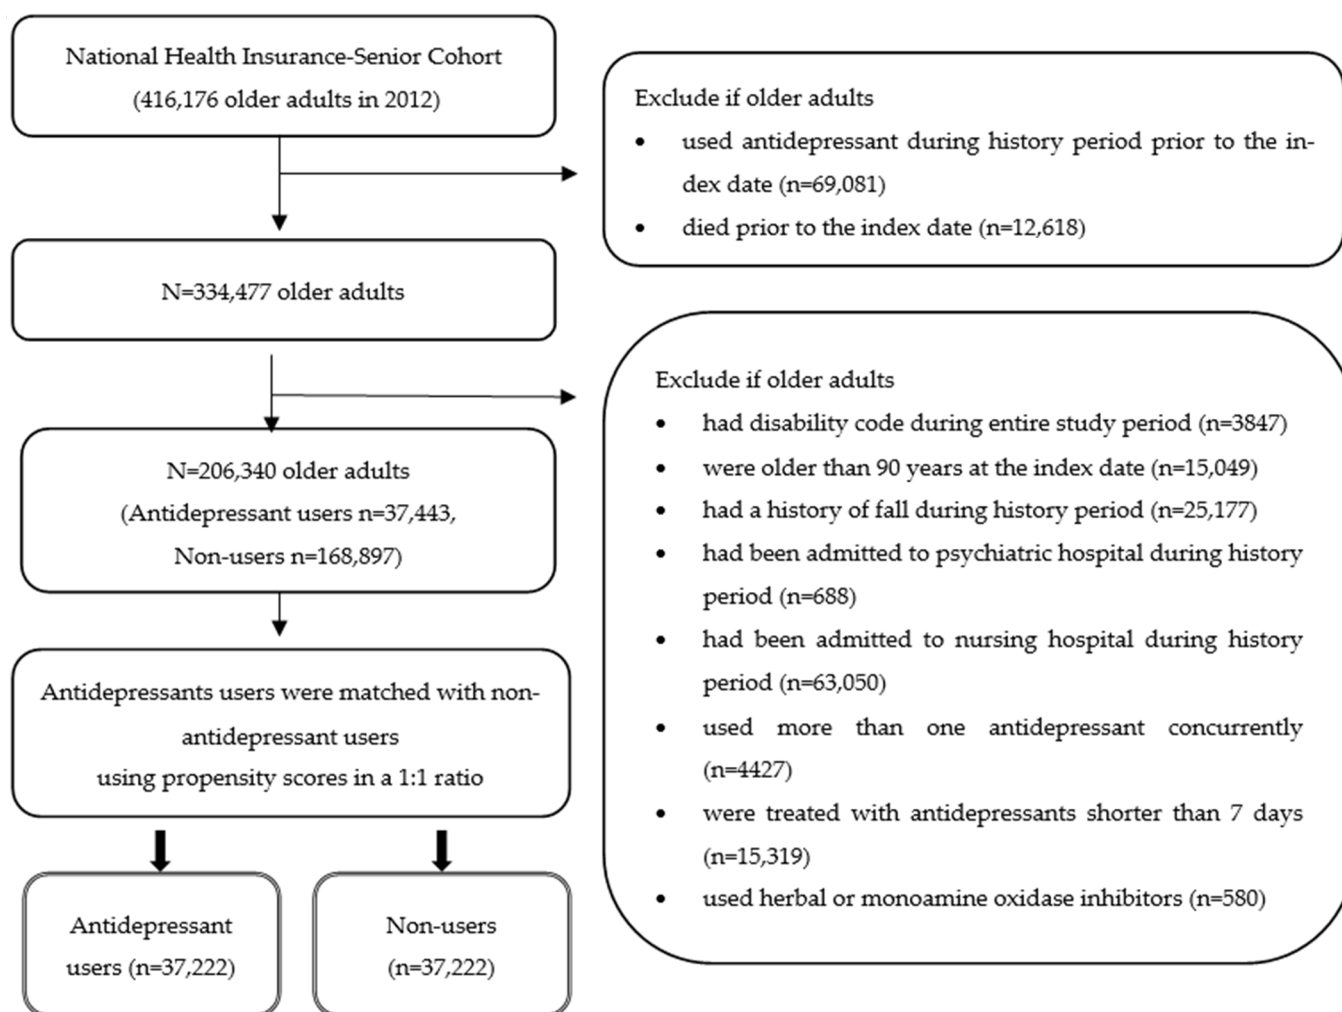 National Health Insurance-Senior Cohort
(416,176 older adults in 2012)
Exclude if older adults
• used antidepressant during history period prior to the in-
dex date (n=69,081)
• died prior to the index date (n=12,618)
N=334,477 older adults
Exclude if older adults
• had disability code during entire study period (n=3847)
• were older than 90 years at the index date (n=15,049)
• had a history of fall during history period (n=25,177)
• had been admitted to psychiatric hospital during history
period (n=688)
• had been admitted to nursing hospital during history
period (n=63,050)
• used more than one antidepressant concurrently
(n=4427)
• were treated with antidepressants shorter than 7 days
(n=15,319)
• used herbal or monoamine oxidase inhibitors (n=580)
N=206,340 older adults
(Antidepressant users n=37,443,
Non-users n=168,897)
Antidepressants users were matched with non-
antidepressant users
using propensity scores in a 1:1 ratio
Antidepressant
users (n=37,222)
Non-users
(n=37,222)